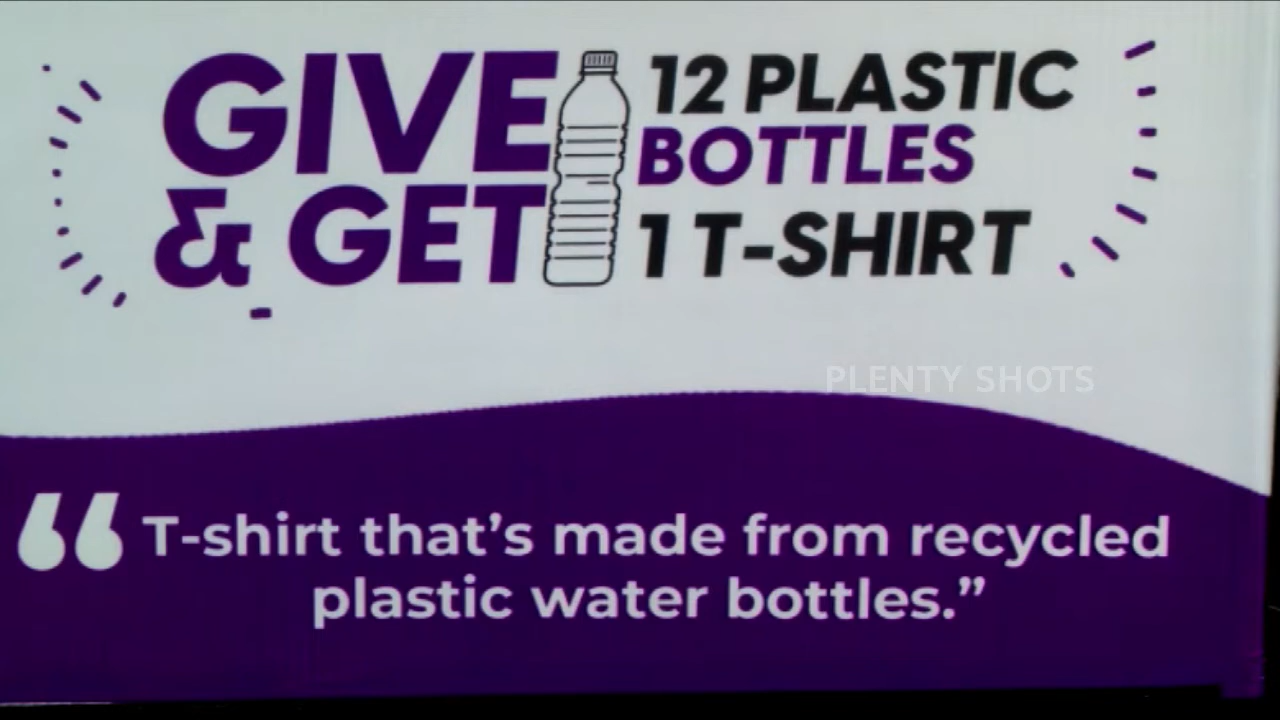 GIVE
& GET
12 PLASTIC
BOTTLES
1 T-SHIRT
PLENTY SHOTS
“T-shirt that’s made from recycled
plastic water bottles.”